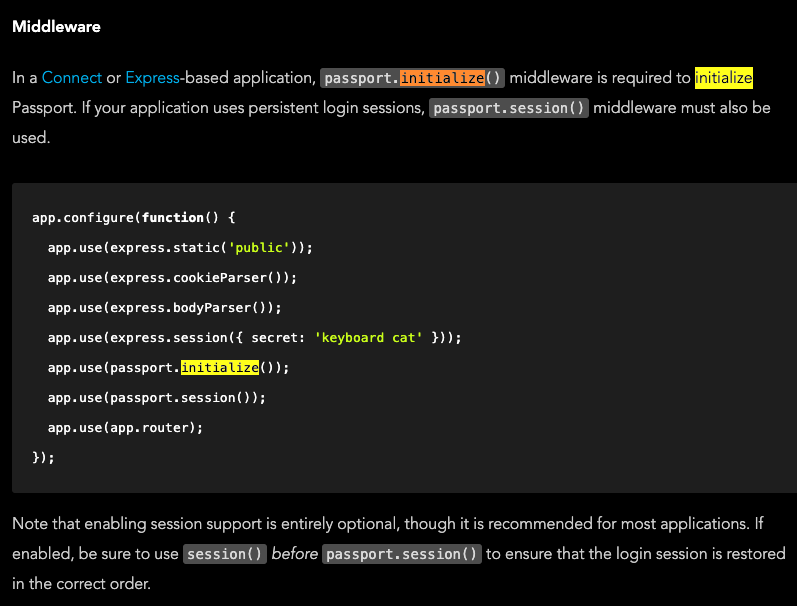 Middleware
In a Connect or Express-based application, passport.initialize() middleware is required to initialize
Passport. If your application uses persistent login sessions, passport.session() middleware must also be
used.
app.configure(function() {
  app.use(express.static('public'));
  app.use(express.cookieParser());
  app.use(express.bodyParser());
  app.use(express.session({ secret: 'keyboard cat' }));
  app.use(passport.initialize());
  app.use(passport.session());
  app.use(app.router);
});
Note that enabling session support is entirely optional, though it is recommended for most applications. If
enabled, be sure to use session() before passport.session() to ensure that the login session is restored
in the correct order.